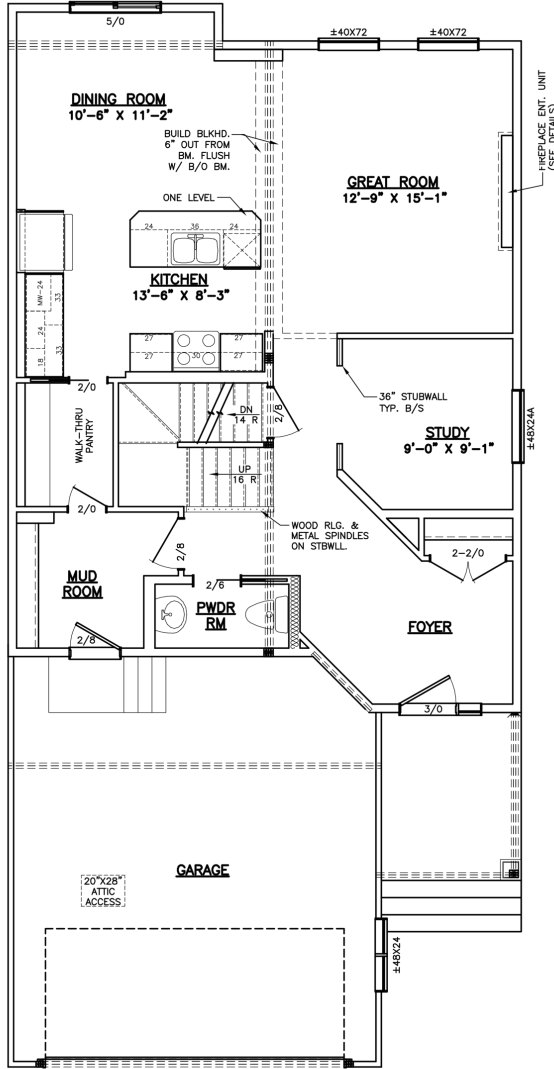 5/0
±40X72
±40X72
DINING ROOM
10'-6" X 11'-2"
BUILD BLKHD.
6" OUT FROM
BM. FLUSH
W/ B/O BM.
FIREPLACE ENT. UNIT
(SEE DETAILS)
GREAT ROOM
12'-9" X 15'-1"
ONE LEVEL
24
36
24
KITCHEN
13'-6" X 8'-3"
MW-24
33
24
18
33
27
27
30
27
27
2/0
WALK-THRU
PANTRY
2/0
DN
14 R
2/8
UP
16 R
36" STUBWALL
TYP. B/S
STUDY
9'-0" X 9'-1"
±48X24A
WOOD RLG. &
METAL SPINDLES
ON STBWLL.
2/8
2-2/0
MUD
ROOM
2/6
PWDR
RM
FOYER
2/8
3/0
GARAGE
20"X28"
ATTIC
ACCESS
±48X24